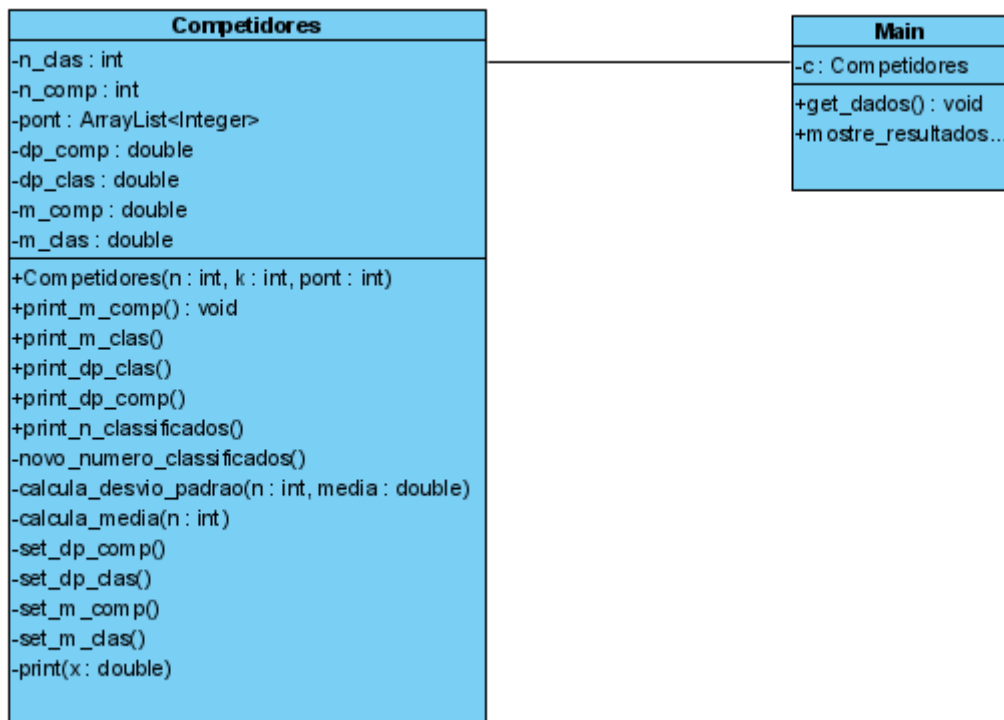 Competidores
-n_clas : int
-n_comp : int
-pont : ArrayList<Integer>
-dp_comp : double
-dp_clas : double
-m_comp : double
-m_clas : double
+Competidores(n : int, k : int, pont : int)
+print_m_comp() : void
+print_m_clas()
+print_dp_clas()
+print_dp_comp()
+print_n_classificados()
-novo_numero_classificados()
-calcula_desvio_padrao(n : int, media : double)
-calcula_media(n : int)
-set_dp_comp()
-set_dp_clas()
-set_m_comp()
-set_m_clas()
-print(x : double)
Main
-c : Competidores
+get_dados() : void
+mostre_resultados...